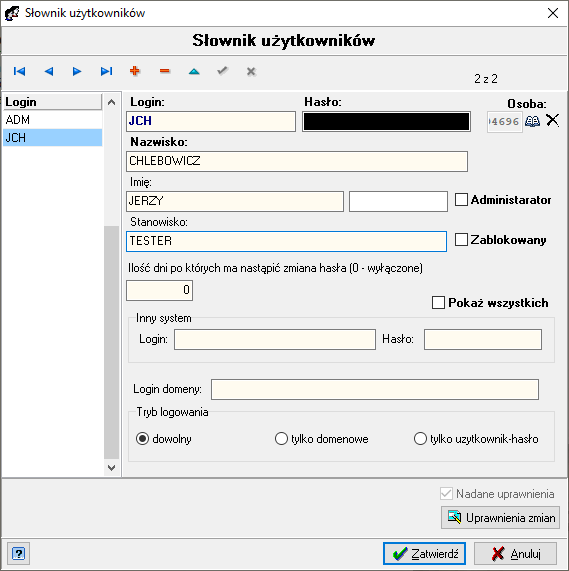 Słownik użytkowników
Słownik użytkowników
2 z 2
Login
ADM
JCH
Login: Hasło: Osoba:
JCH 4696
Nazwisko:
CHLEBOWICZ
Imię:
JERZY Administarator
Stanowisko:
TESTER Zablokowany
Ilość dni po których ma nastąpić zmiana hasła (0 - wyłączone)
0
Pokaż wszystkich
Inny system
Login: Hasło:
Login domeny:
Tryb logowania
dowolny tylko domenowe tylko uzytkownik-hasło
Nadane uprawnienia
Uprawnienia zmian
? Zatwierdź Anuluj